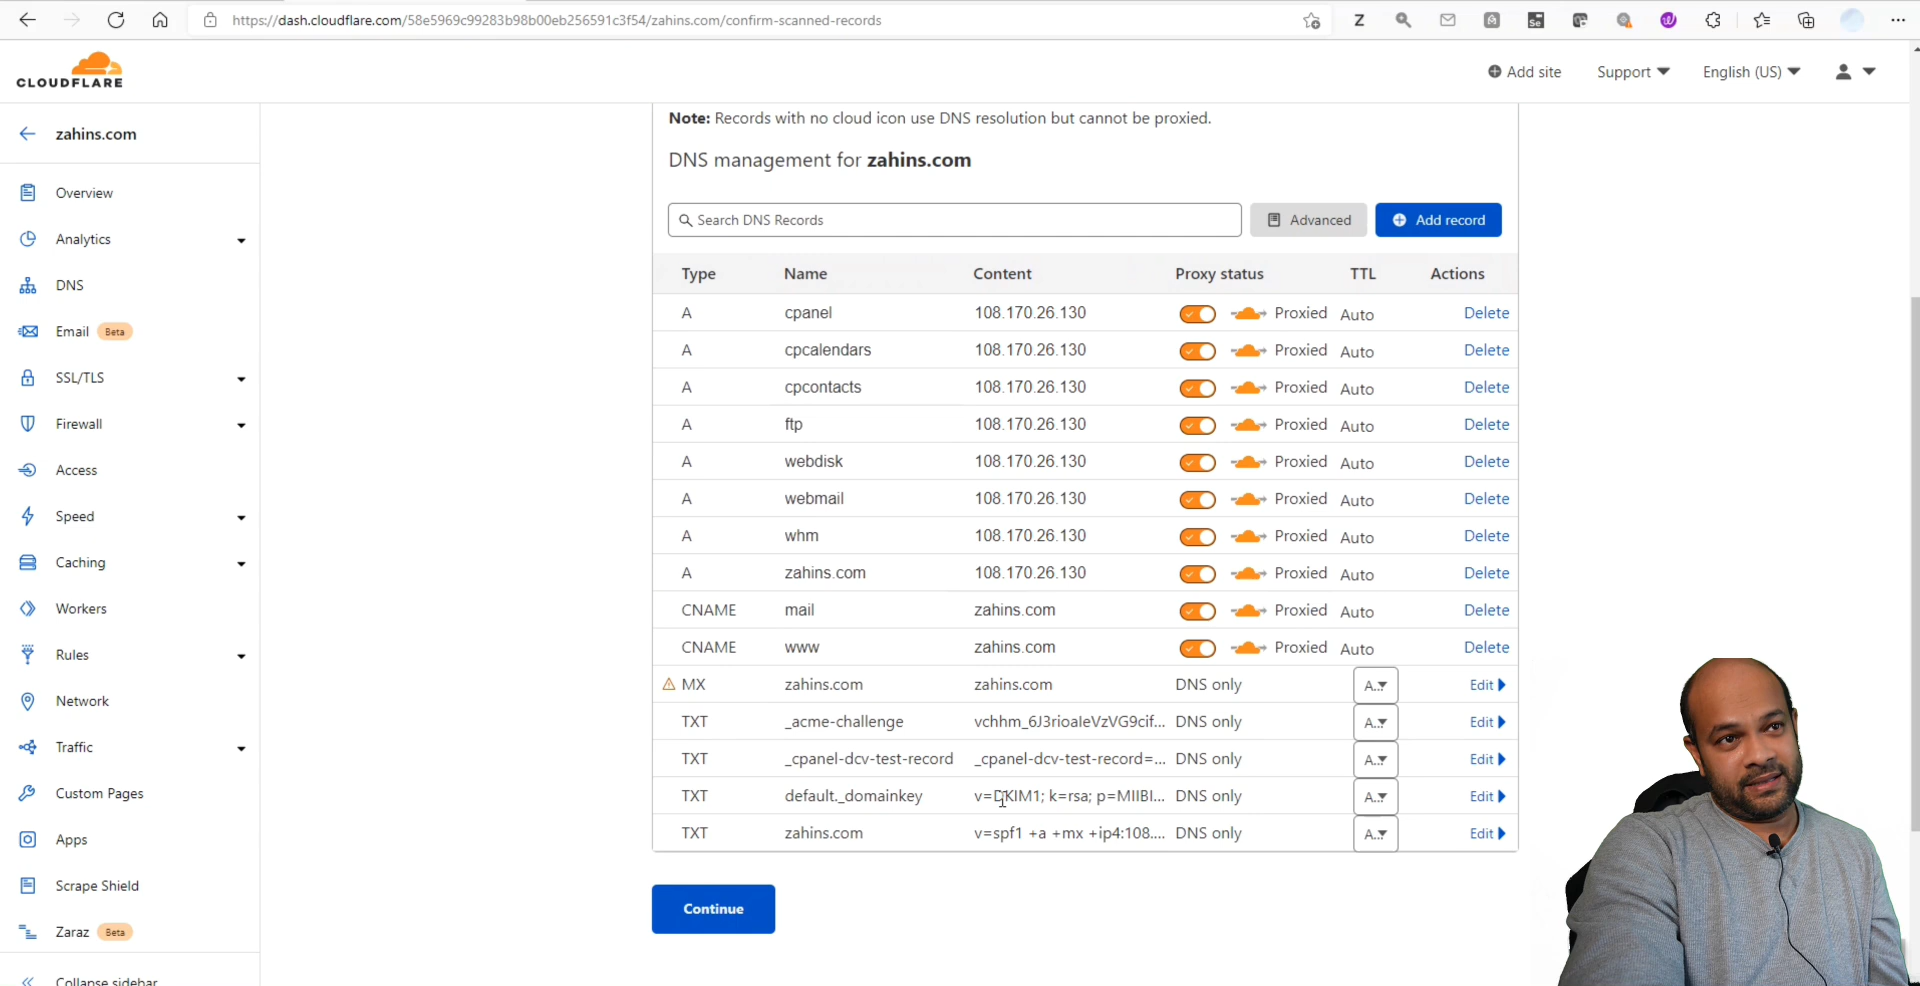 https://dash.cloudflare.com/58e5969c99283b98b00eb256591c3f54/zahins.com/confirm-scanned-records
Z
Se
CLOUDFLARE
Add site
Support
English (US)
zahins.com
Overview
Analytics
DNS
Email Beta
SSL/TLS
Firewall
Access
Speed
Caching
Workers
Rules
Network
Traffic
Custom Pages
Apps
Scrape Shield
Zaraz Beta
Collapse sidebar
Note: Records with no cloud icon use DNS resolution but cannot be proxied.
DNS management for zahins.com
Search DNS Records
Advanced
Add record
Type Name Content Proxy status TTL Actions
A cpanel 108.170.26.130 Proxied Auto Delete
A cpcalendars 108.170.26.130 Proxied Auto Delete
A cpcontacts 108.170.26.130 Proxied Auto Delete
A ftp 108.170.26.130 Proxied Auto Delete
A webdisk 108.170.26.130 Proxied Auto Delete
A webmail 108.170.26.130 Proxied Auto Delete
A whm 108.170.26.130 Proxied Auto Delete
A zahins.com 108.170.26.130 Proxied Auto Delete
CNAME mail zahins.com Proxied Auto Delete
CNAME www zahins.com Proxied Auto Delete
MX zahins.com zahins.com DNS only A.. Edit
TXT _acme-challenge vchhm_6J3rioaIeVzVG9cif... DNS only A.. Edit
TXT _cpanel-dcv-test-record _cpanel-dcv-test-record=... DNS only A.. Edit
TXT default._domainkey v=DKIM1; k=rsa; p=MIIBI... DNS only A.. Edit
TXT zahins.com v=spf1 +a +mx +ip4:108.... DNS only A.. Edit
Continue